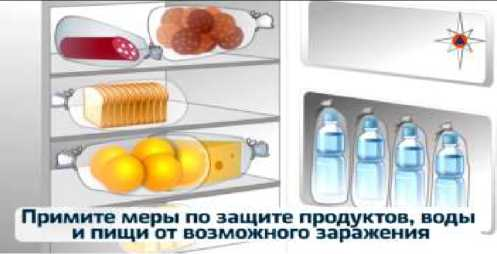 Примите меры по защите продуктов, воды
и пищи от возможного заражения